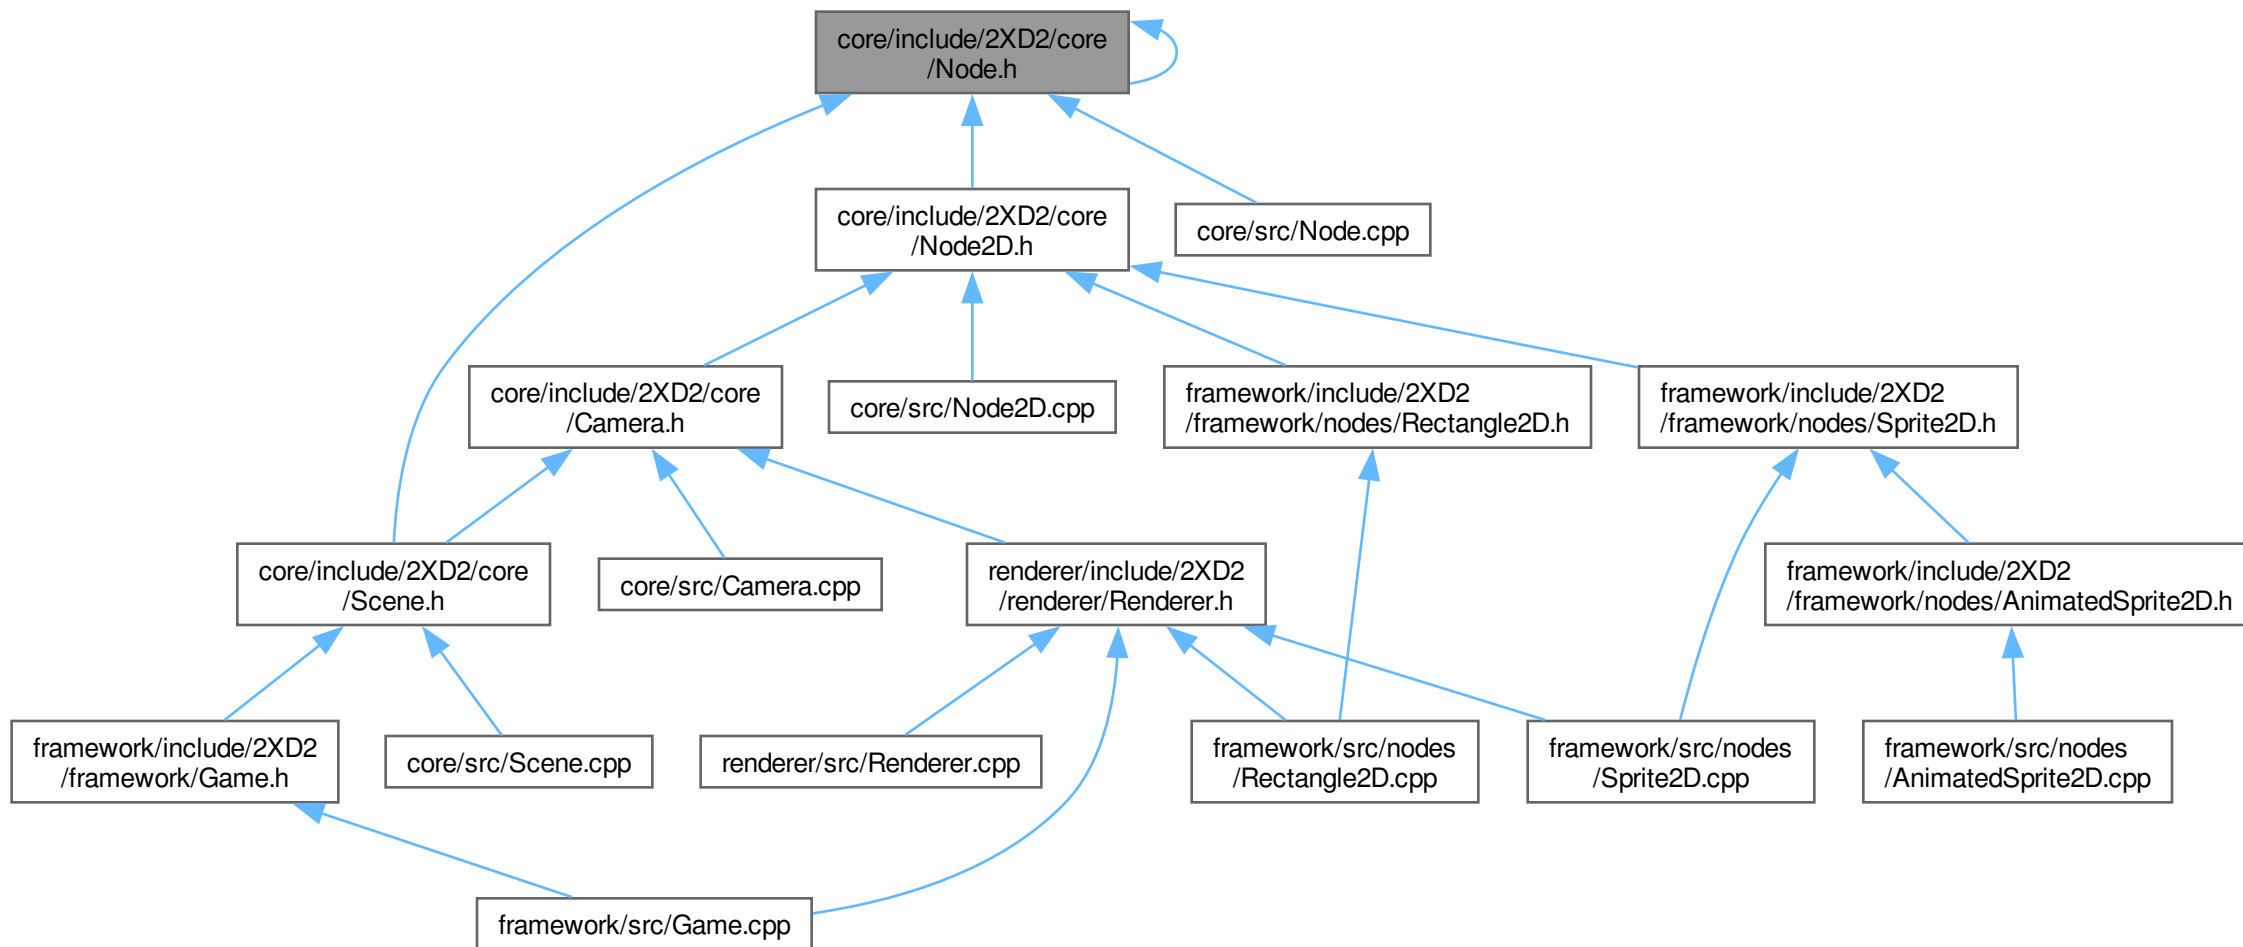 core/include/2XD2/core
/Node.h
core/include/2XD2/core
/Node2D.h
core/src/Node.cpp
core/include/2XD2/core
/Camera.h
core/src/Node2D.cpp
framework/include/2XD2
/framework/nodes/Rectangle2D.h
framework/include/2XD2
/framework/nodes/Sprite2D.h
core/include/2XD2/core
/Scene.h
core/src/Camera.cpp
renderer/include/2XD2
/renderer/Renderer.h
framework/include/2XD2
/framework/nodes/AnimatedSprite2D.h
framework/include/2XD2
/framework/Game.h
core/src/Scene.cpp
renderer/src/Renderer.cpp
framework/src/nodes
/Rectangle2D.cpp
framework/src/nodes
/Sprite2D.cpp
framework/src/nodes
/AnimatedSprite2D.cpp
framework/src/Game.cpp